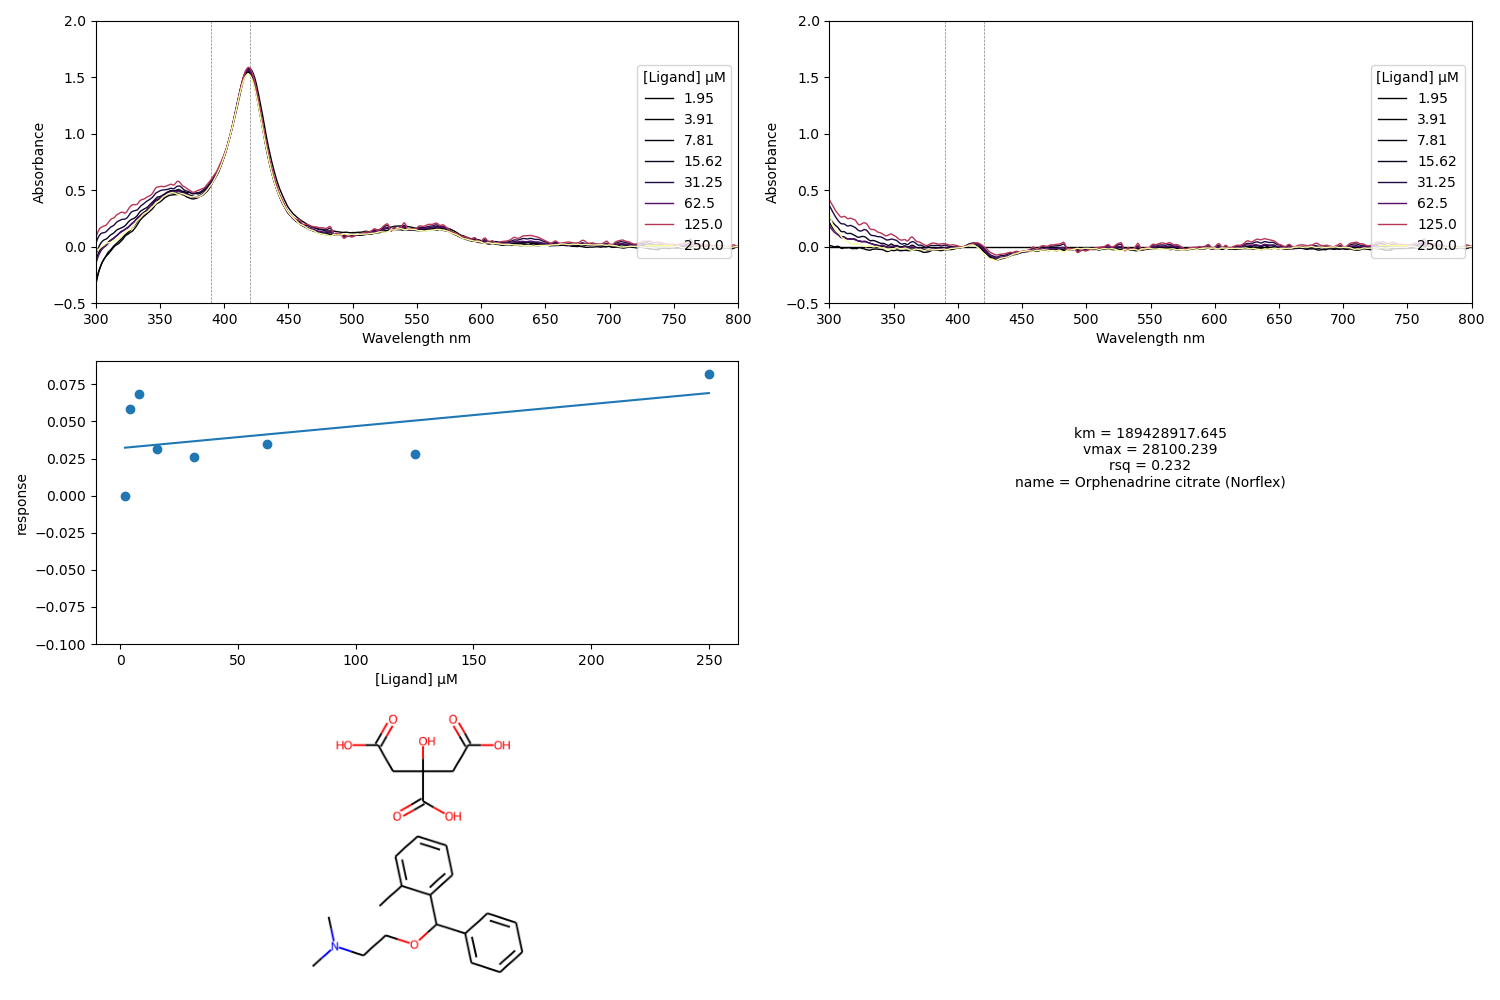 2.0
1.5
1.0
0.5
0.0
−0.5
Absorbance
300 350 400 450 500 550 600 650 700 750 800
Wavelength nm
[Ligand] µM
1.95
3.91
7.81
15.62
31.25
62.5
125.0
250.0
2.0
1.5
1.0
0.5
0.0
−0.5
Absorbance
300 350 400 450 500 550 600 650 700 750 800
Wavelength nm
[Ligand] µM
1.95
3.91
7.81
15.62
31.25
62.5
125.0
250.0
0.075
0.050
0.025
0.000
−0.025
−0.050
−0.075
−0.100
response
0 50 100 150 200 250
[Ligand] µM
km = 189428917.645
vmax = 28100.239
rsq = 0.232
name = Orphenadrine citrate (Norflex)
O O
HO OH OH
O OH
N O